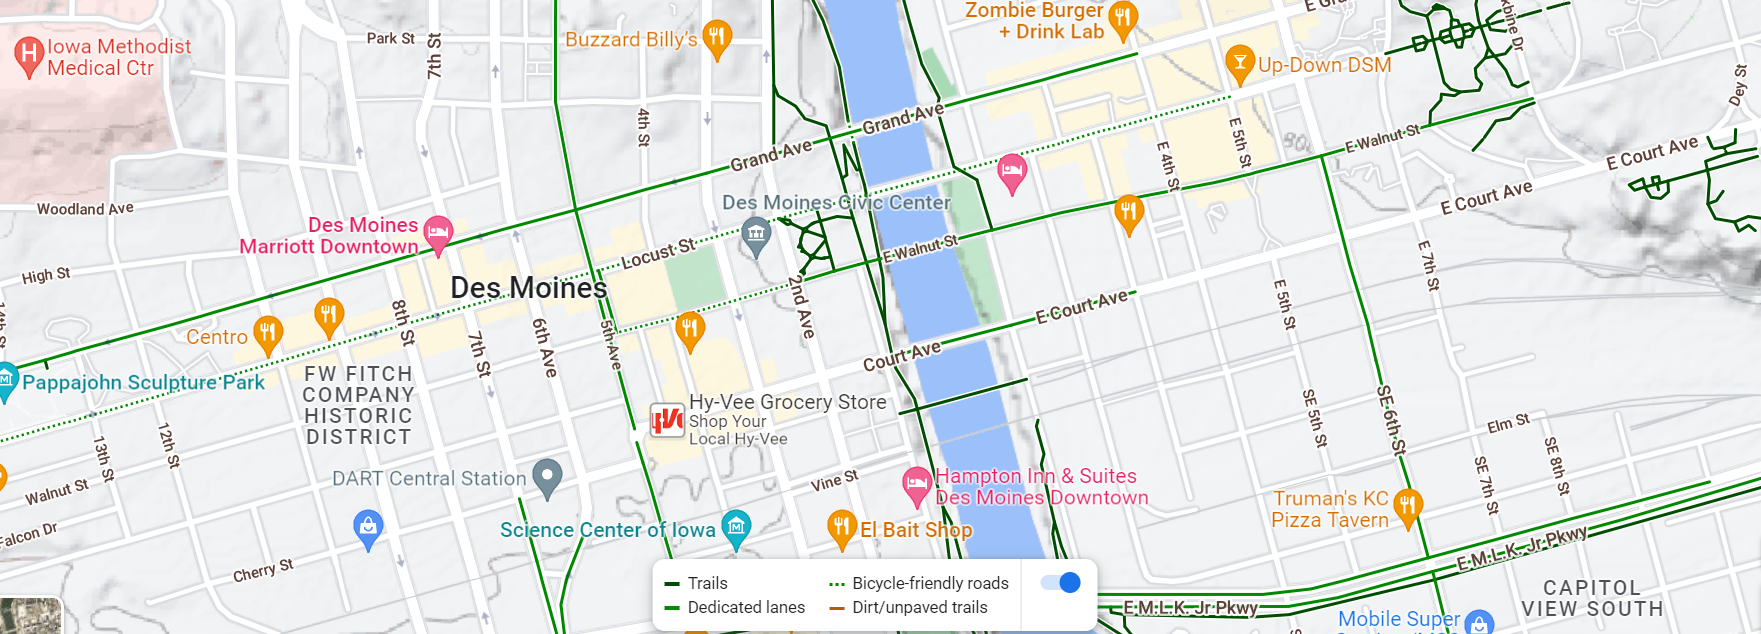 Zombie Burger
+ Drink Lab
Park St
7th St
Buzzard Billy's
Iowa Methodist
Medical Ctr
Up-Down DSM
Dey St
4th St
Grand Ave
E 5th St
E Walnut St
E Court Ave
Grand Ave
E 4th St
Woodland Ave
Des Moines Civic Center
E Court Ave
Des Moines
Marriott Downtown
Locust St
E Walnut St
High St
Des Moines
2nd Ave
E 7th St
E Court Ave
E 5th St
8th St
7th St
6th Ave
5th Ave
Centro
Court Ave
Pappajohn Sculpture Park
FW FITCH
COMPANY
HISTORIC
DISTRICT
Hy-Vee Grocery Store
Shop Your
Local Hy-Vee
SE 6th St
SE 5th St
Elm St
13th St
12th St
SE 8th St
SE 7th St
Walnut St
DART Central Station
Vine St
Hampton Inn & Suites
Des Moines Downtown
Truman's KC
Pizza Tavern
Falcon Dr
Science Center of Iowa
El Bait Shop
E M.L.K. Jr Pkwy
Cherry St
Trails
Bicycle-friendly roads
Dedicated lanes
Dirt/unpaved trails
E M.L.K. Jr Pkwy
CAPITOL
VIEW SOUTH
Mobile Super